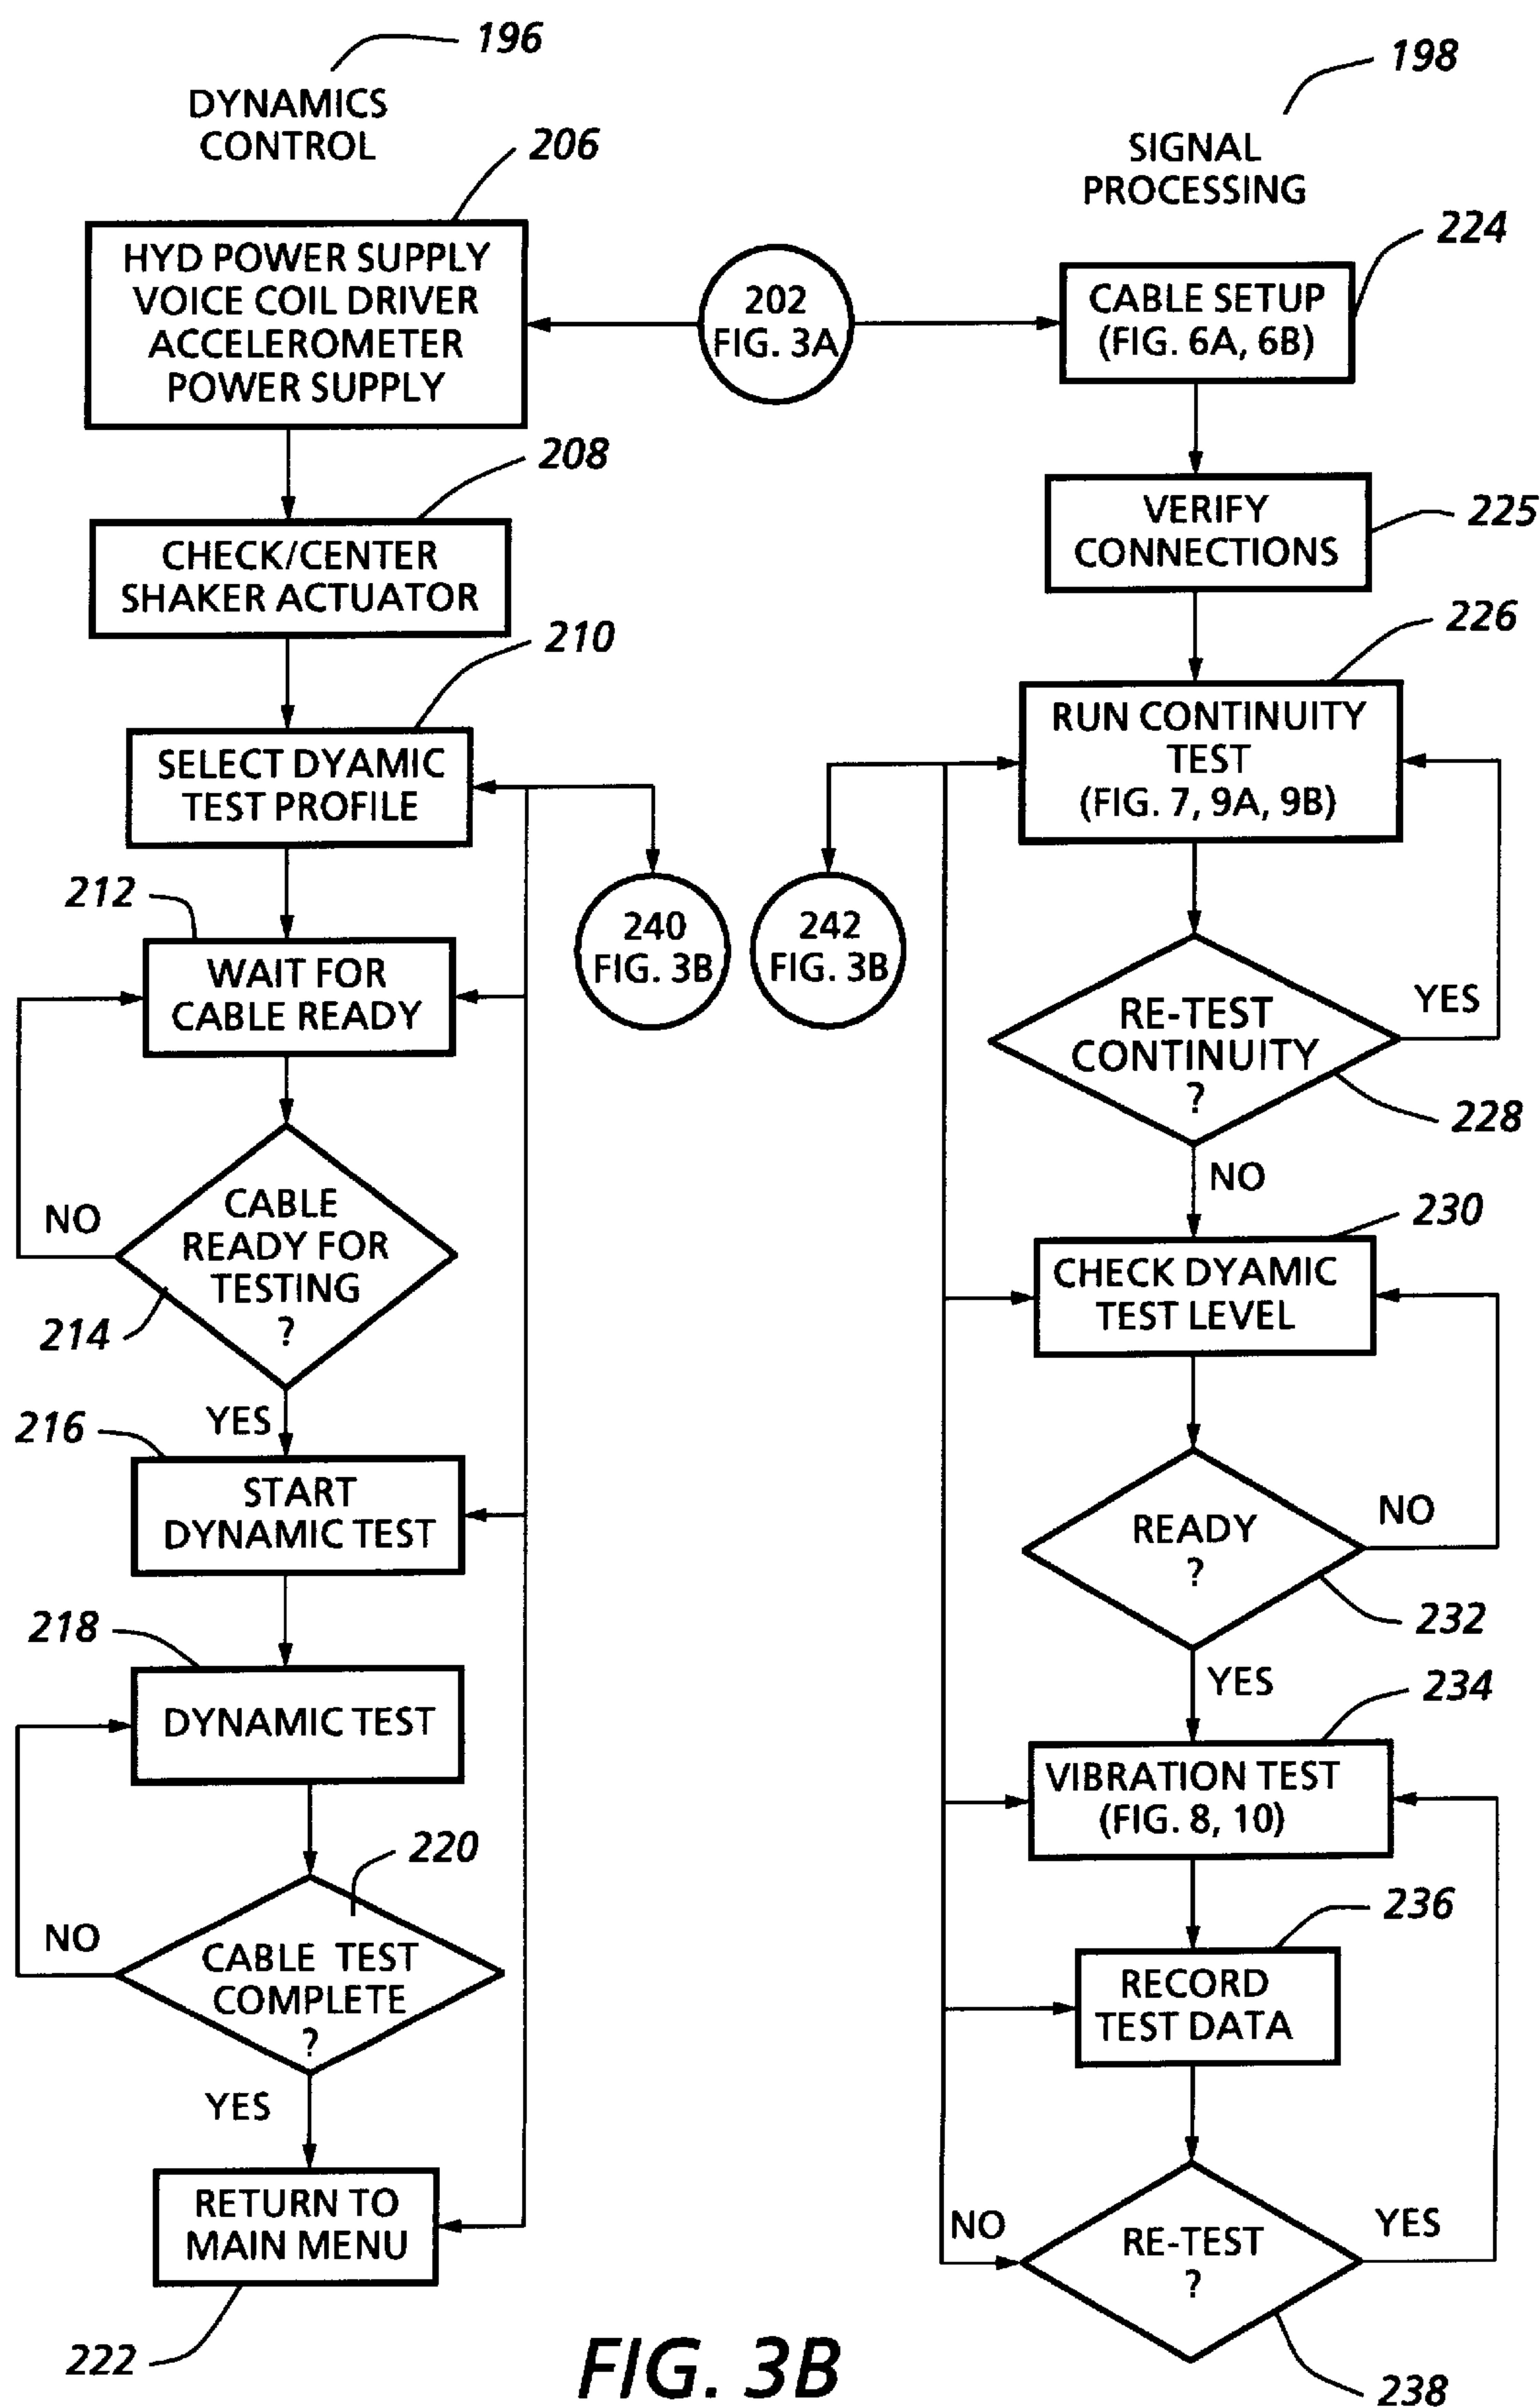 196
DYNAMICS
CONTROL
206
HYD POWER SUPPLY
VOICE COIL DRIVER
ACCELEROMETER
POWER SUPPLY
208
CHECK/CENTER
SHAKER ACTUATOR
210
SELECT DYAMIC
TEST PROFILE
212
WAIT FOR
CABLE READY
NO
CABLE
READY FOR
TESTING
?
214
YES
216
START
DYNAMIC TEST
218
DYNAMIC TEST
220
NO
CABLE TEST
COMPLETE
?
YES
RETURN TO
MAIN MENU
222
202
FIG. 3A
240
FIG. 3B
242
FIG. 3B
198
SIGNAL
PROCESSING
224
CABLE SETUP
(FIG. 6A, 6B)
VERIFY
CONNECTIONS
225
226
RUN CONTINUITY
TEST
(FIG. 7, 9A, 9B)
YES
RE-TEST
CONTINUITY
?
228
NO
230
CHECK DYAMIC
TEST LEVEL
NO
READY
?
232
YES
234
VIBRATION TEST
(FIG. 8, 10)
236
RECORD
TEST DATA
NO
YES
RE-TEST
?
238
FIG. 3B